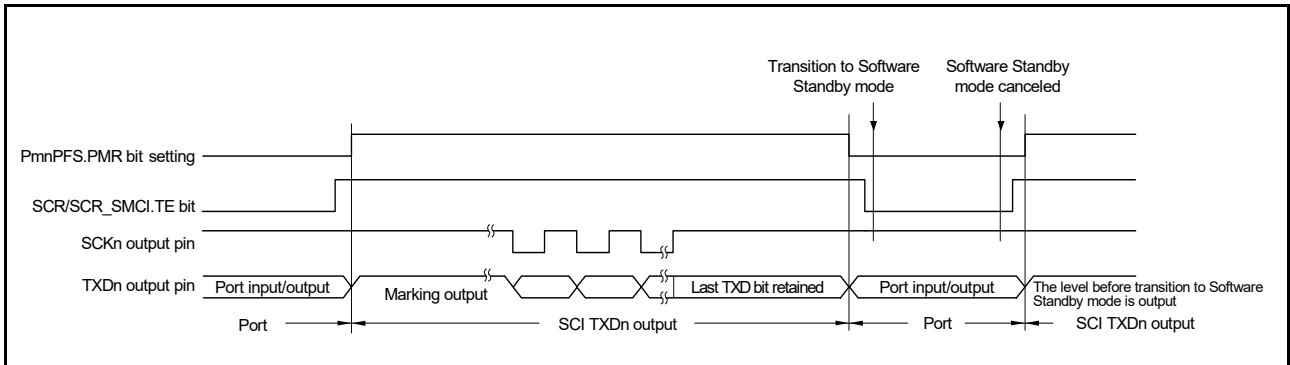 Transition to Software
Standby mode
Software Standby
mode canceled
PmnPFS.PMR bit setting
SCR/SCR_SMCI.TE bit
SCKn output pin
TXDn output pin
Port input/output
Marking output
Last TXD bit retained
Port input/output
The level before transition to Software
Standby mode is output
Port
SCI TXDn output
Port
SCI TXDn output